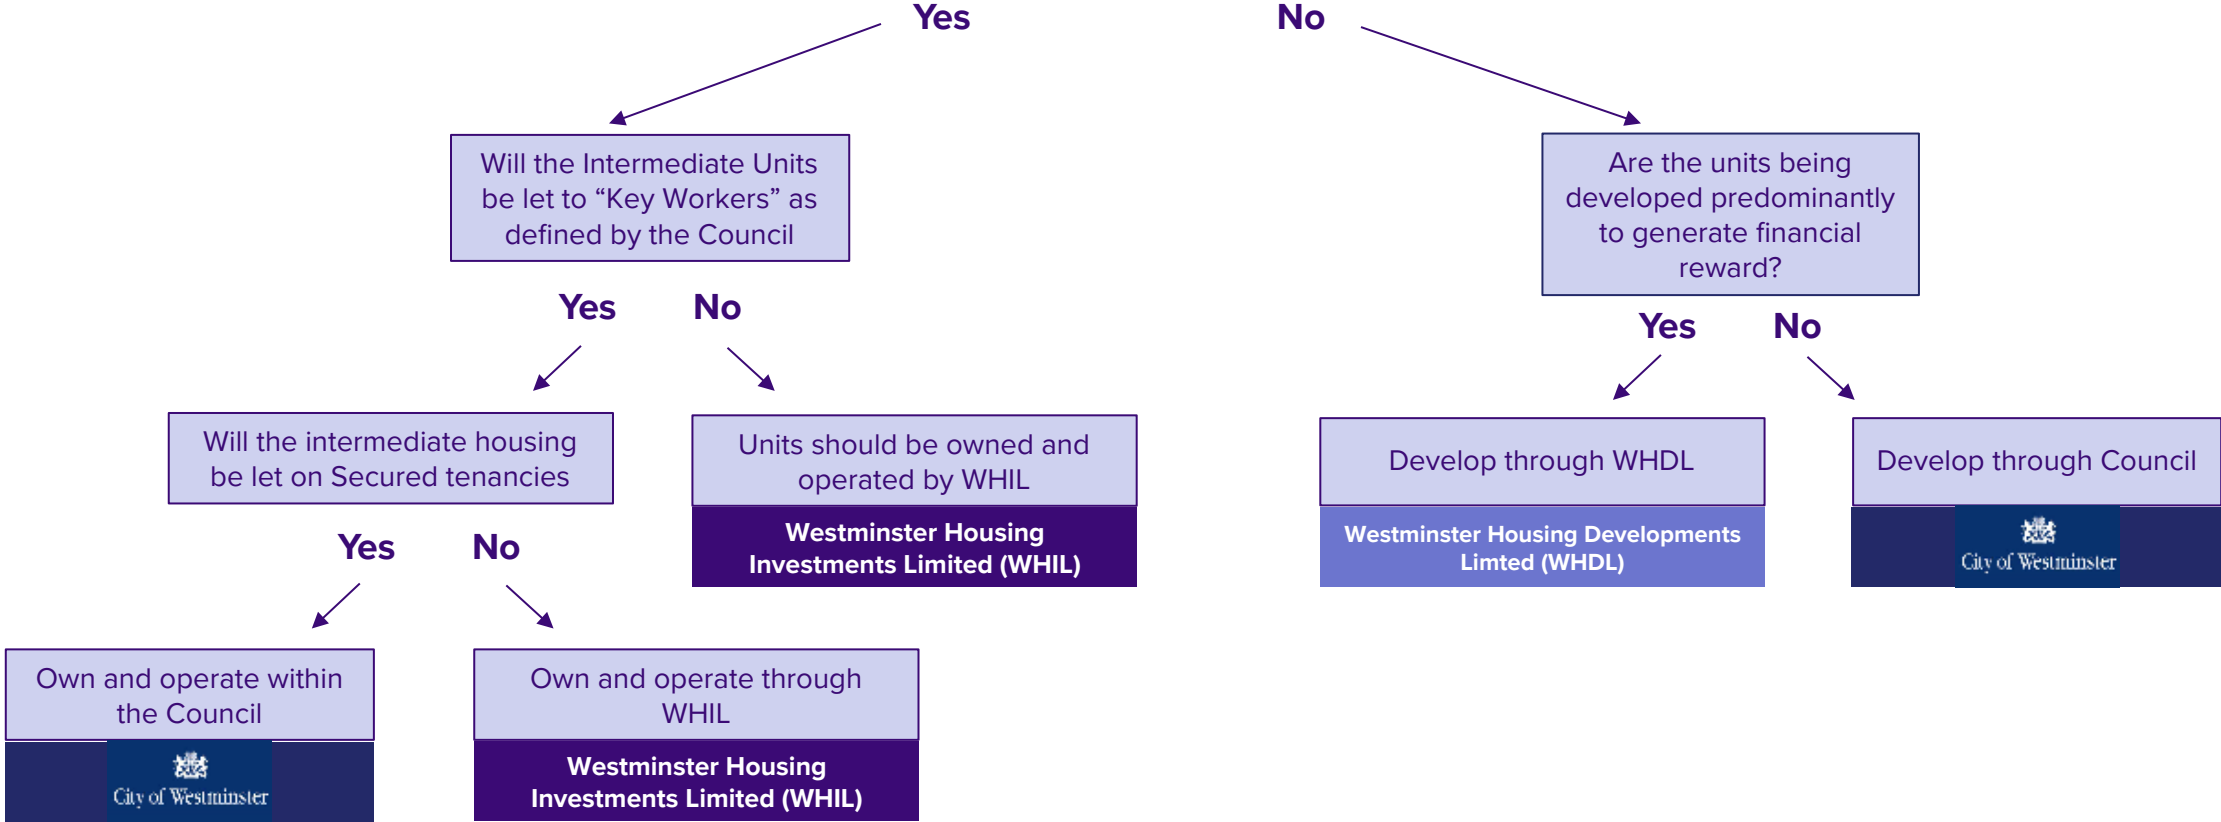 Yes
No
Will the Intermediate Units
be let to “Key Workers” as
defined by the Council
Are the units being
developed predominantly
to generate financial
reward?
Yes
No
Yes
No
Will the intermediate housing
be let on Secured tenancies
Units should be owned and
operated by WHIL
Westminster Housing
Investments Limited (WHIL)
Develop through WHDL
Westminster Housing Developments
Limted (WHDL)
Develop through Council
City of Westminster
Yes
No
Own and operate within
the Council
City of Westminster
Own and operate through
WHIL
Westminster Housing
Investments Limited (WHIL)